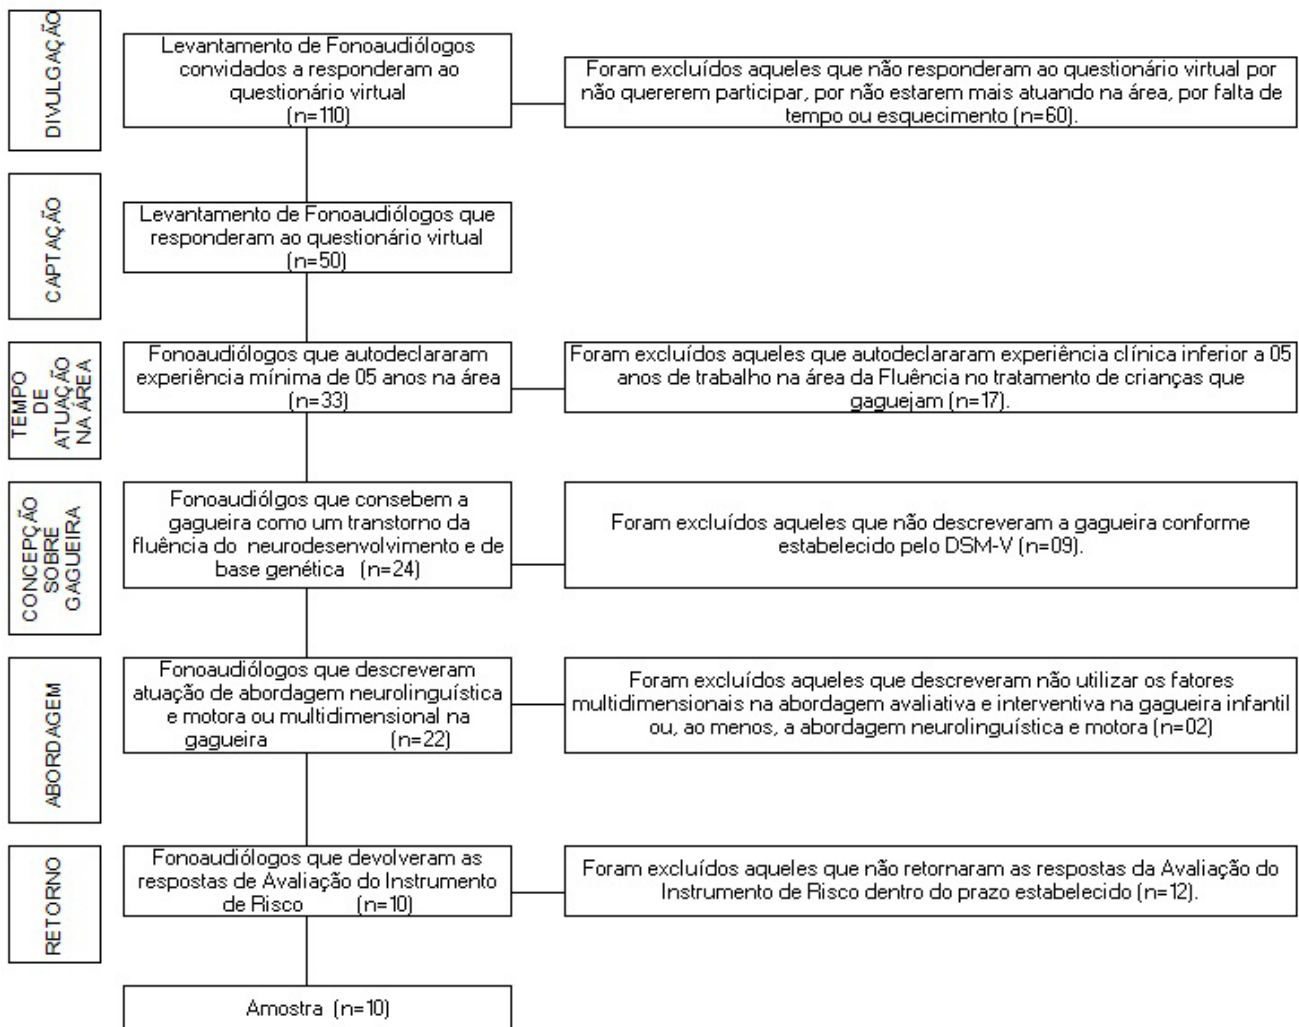 DIVULGAÇÃO
Levantamento de Fonoaudiólogos
convidados a responderam ao
questionário virtual
(n=110)
Foram excluídos aqueles que não responderam ao questionário virtual por
não quererem participar, por não estarem mais atuando na área, por falta de
tempo ou esquecimento (n=60).
CAPTAÇÃO
Levantamento de Fonoaudiólogos que
responderam ao questionário virtual
(n=50)
TEMPO
DE
ATUAÇÃO
NA ÁREA
Fonoaudiólogos que autodeclararam
experiência mínima de 05 anos na área
(n=33)
Foram excluídos aqueles que autodeclararam experiência clínica inferior a 05
anos de trabalho na área da Fluência no tratamento de crianças que
gaguejam (n=17).
CONCEPÇÃO
SOBRE
GAGUEIRA
Fonoaudiólgos que consebem a
gagueira como um transtorno da
fluência do neurodesenvolvimento e de
base genética (n=24)
Foram excluídos aqueles que não descreveram a gagueira conforme
estabelecido pelo DSM-V (n=09).
ABORDAGEM
Fonoaudiólogos que descreveram
atuação de abordagem neurolinguística
e motora ou multidimensional na
gagueira (n=22)
Foram excluídos aqueles que descreveram não utilizar os fatores
multidimensionais na abordagem avaliativa e interventiva na gagueira infantil
ou, ao menos, a abordagem neurolinguística e motora (n=02)
RETORNO
Fonoaudiólogos que devolveram as
respostas de Avaliação do Instrumento
de Risco (n=10)
Foram excluídos aqueles que não retornaram as respostas da Avaliação do
Instrumento de Risco dentro do prazo estabelecido (n=12).
Amostra (n=10)